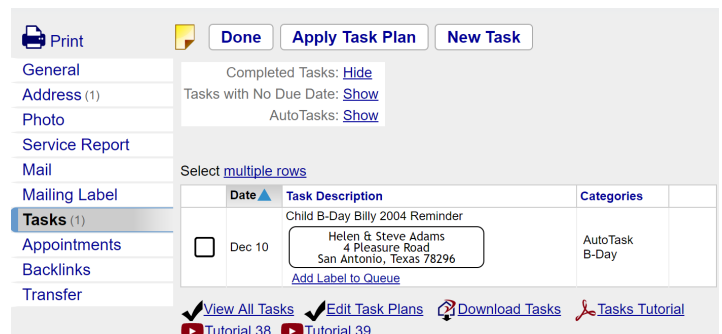 Print
Done Apply Task Plan New Task
General
Address (1)
Photo
Service Report
Mail
Mailing Label
Tasks (1)
Appointments
Backlinks
Transfer
Completed Tasks: Hide
Tasks with No Due Date: Show
AutoTasks: Show
Select multiple rows
Date Task Description Categories
Child B-Day Billy 2004 Reminder
Dec 10
Helen & Steve Adams
4 Pleasure Road
San Antonio, Texas 78296
Add Label to Queue
AutoTask
B-Day
View All Tasks Edit Task Plans Download Tasks Tasks Tutorial
Tutorial 38 Tutorial 39